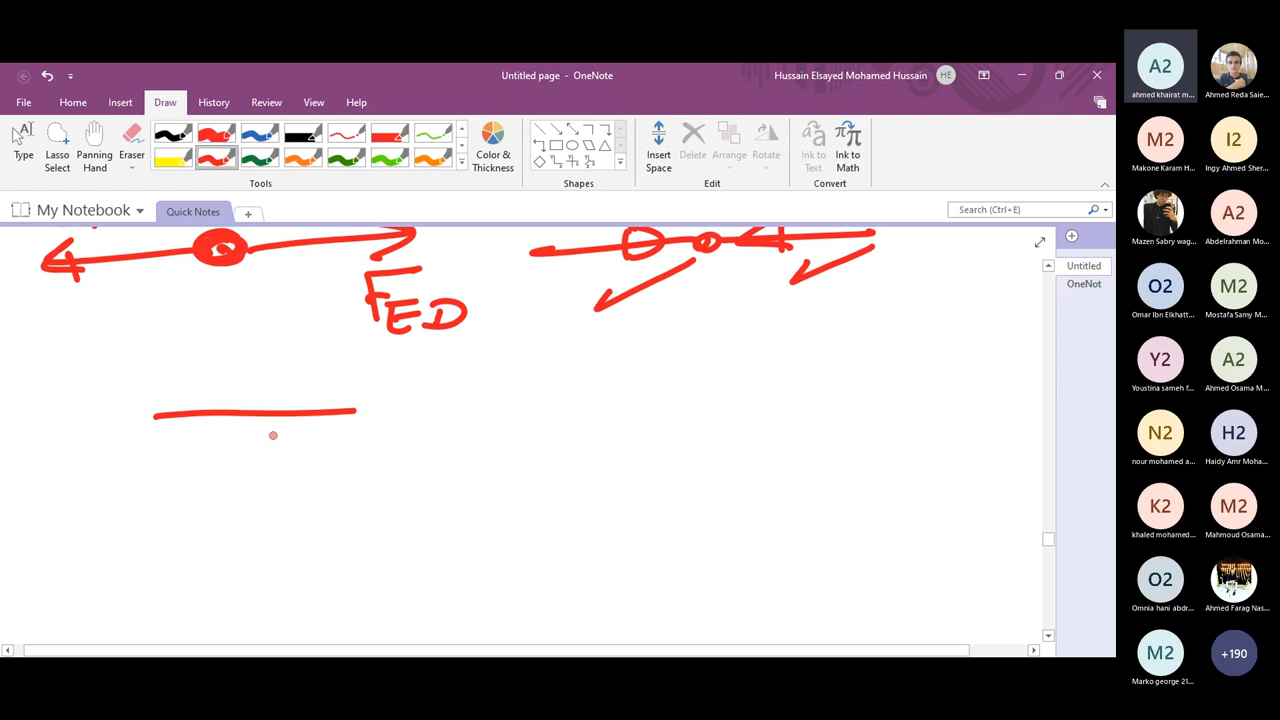 Untitled page - OneNote
Hussain Elsayed Mohamed Hussain
HE
File
Home
Insert
Draw
History
Review
View
Help
Type
Lasso Select
Panning Hand
Eraser
Color & Thickness
Insert Space
Delete
Arrange
Rotate
Ink to Text
Ink to Math
Tools
Shapes
Edit
Convert
My Notebook
Quick Notes
Search (Ctrl+E)
Untitled
OneNot
FED
A2
ahmed khairat m...
Ahmed Reda Saie...
M2
Makone Karam H...
I2
Ingy Ahmed Sher...
Mazen Sabry wag...
A2
Abdelrahman Mo...
O2
Omar Ibn Elkhatt...
M2
Mostafa Samy M...
Y2
Youstina sameh f...
A2
Ahmed Osama M...
N2
nour mohamed a...
H2
Haidy Amr Moha...
K2
khaled mohamed...
M2
Mahmoud Osama...
O2
Omnia hani abdr...
Ahmed Farag Nas...
M2
Marko george 21...
+190